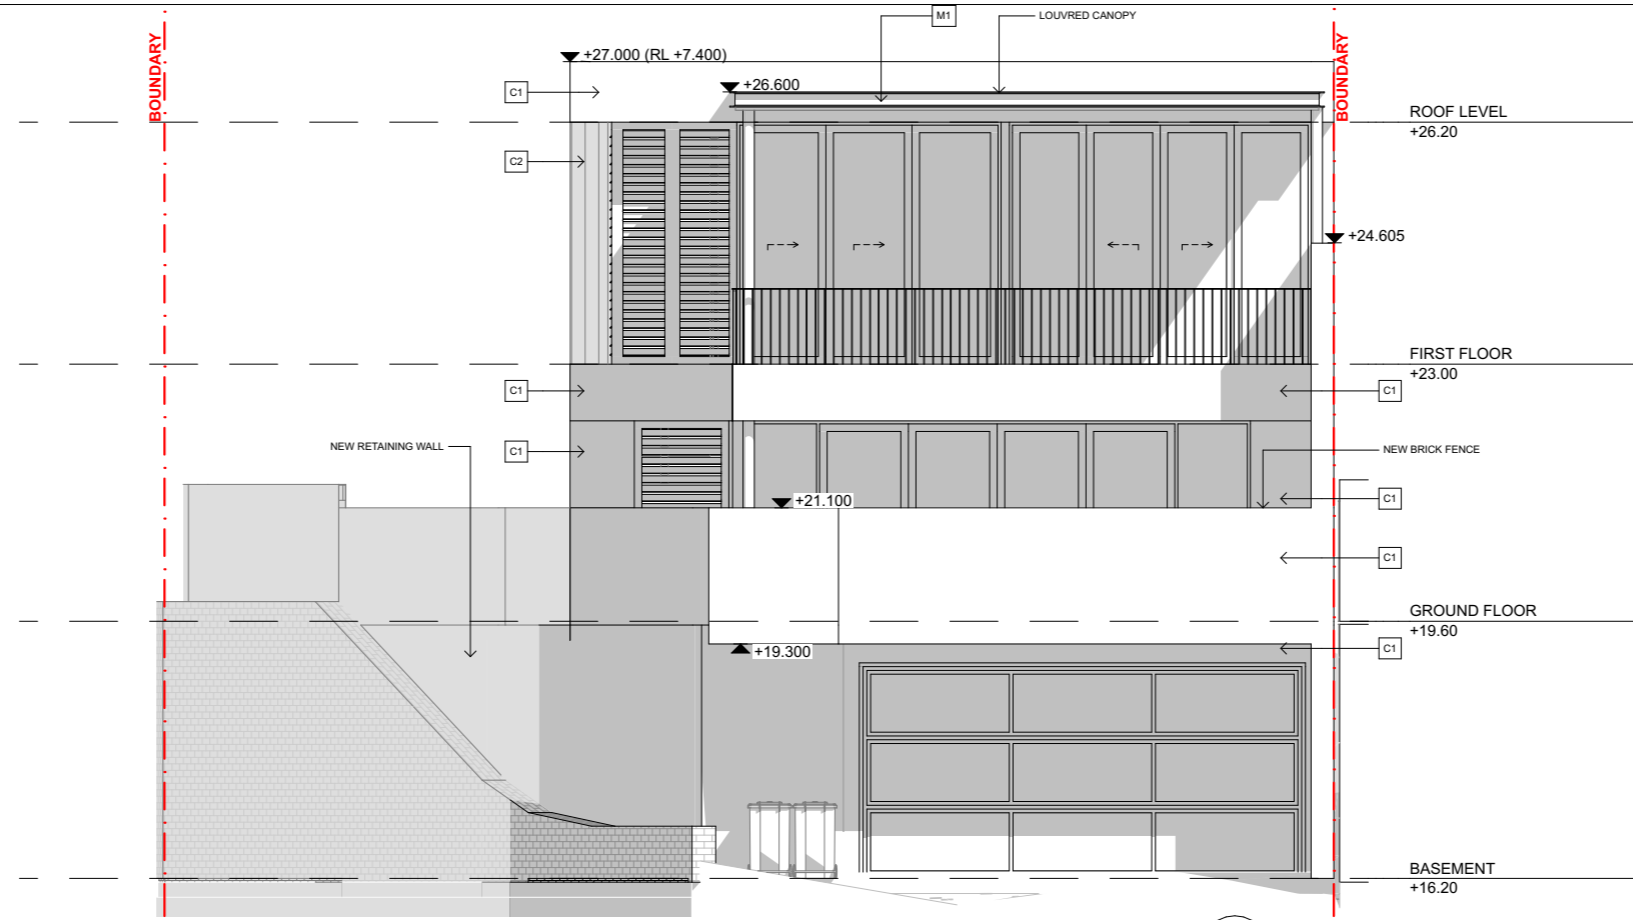 M1
LOUVRED CANOPY
BOUNDARY
BOUNDARY
+27.000 (RL +7.400)
+26.600
C1
ROOF LEVEL
+26.20
C2
+24.605
FIRST FLOOR
+23.00
C1
C1
NEW RETAINING WALL
C1
NEW BRICK FENCE
+21.100
C1
C1
GROUND FLOOR
+19.60
+19.300
C1
BASEMENT
+16.20